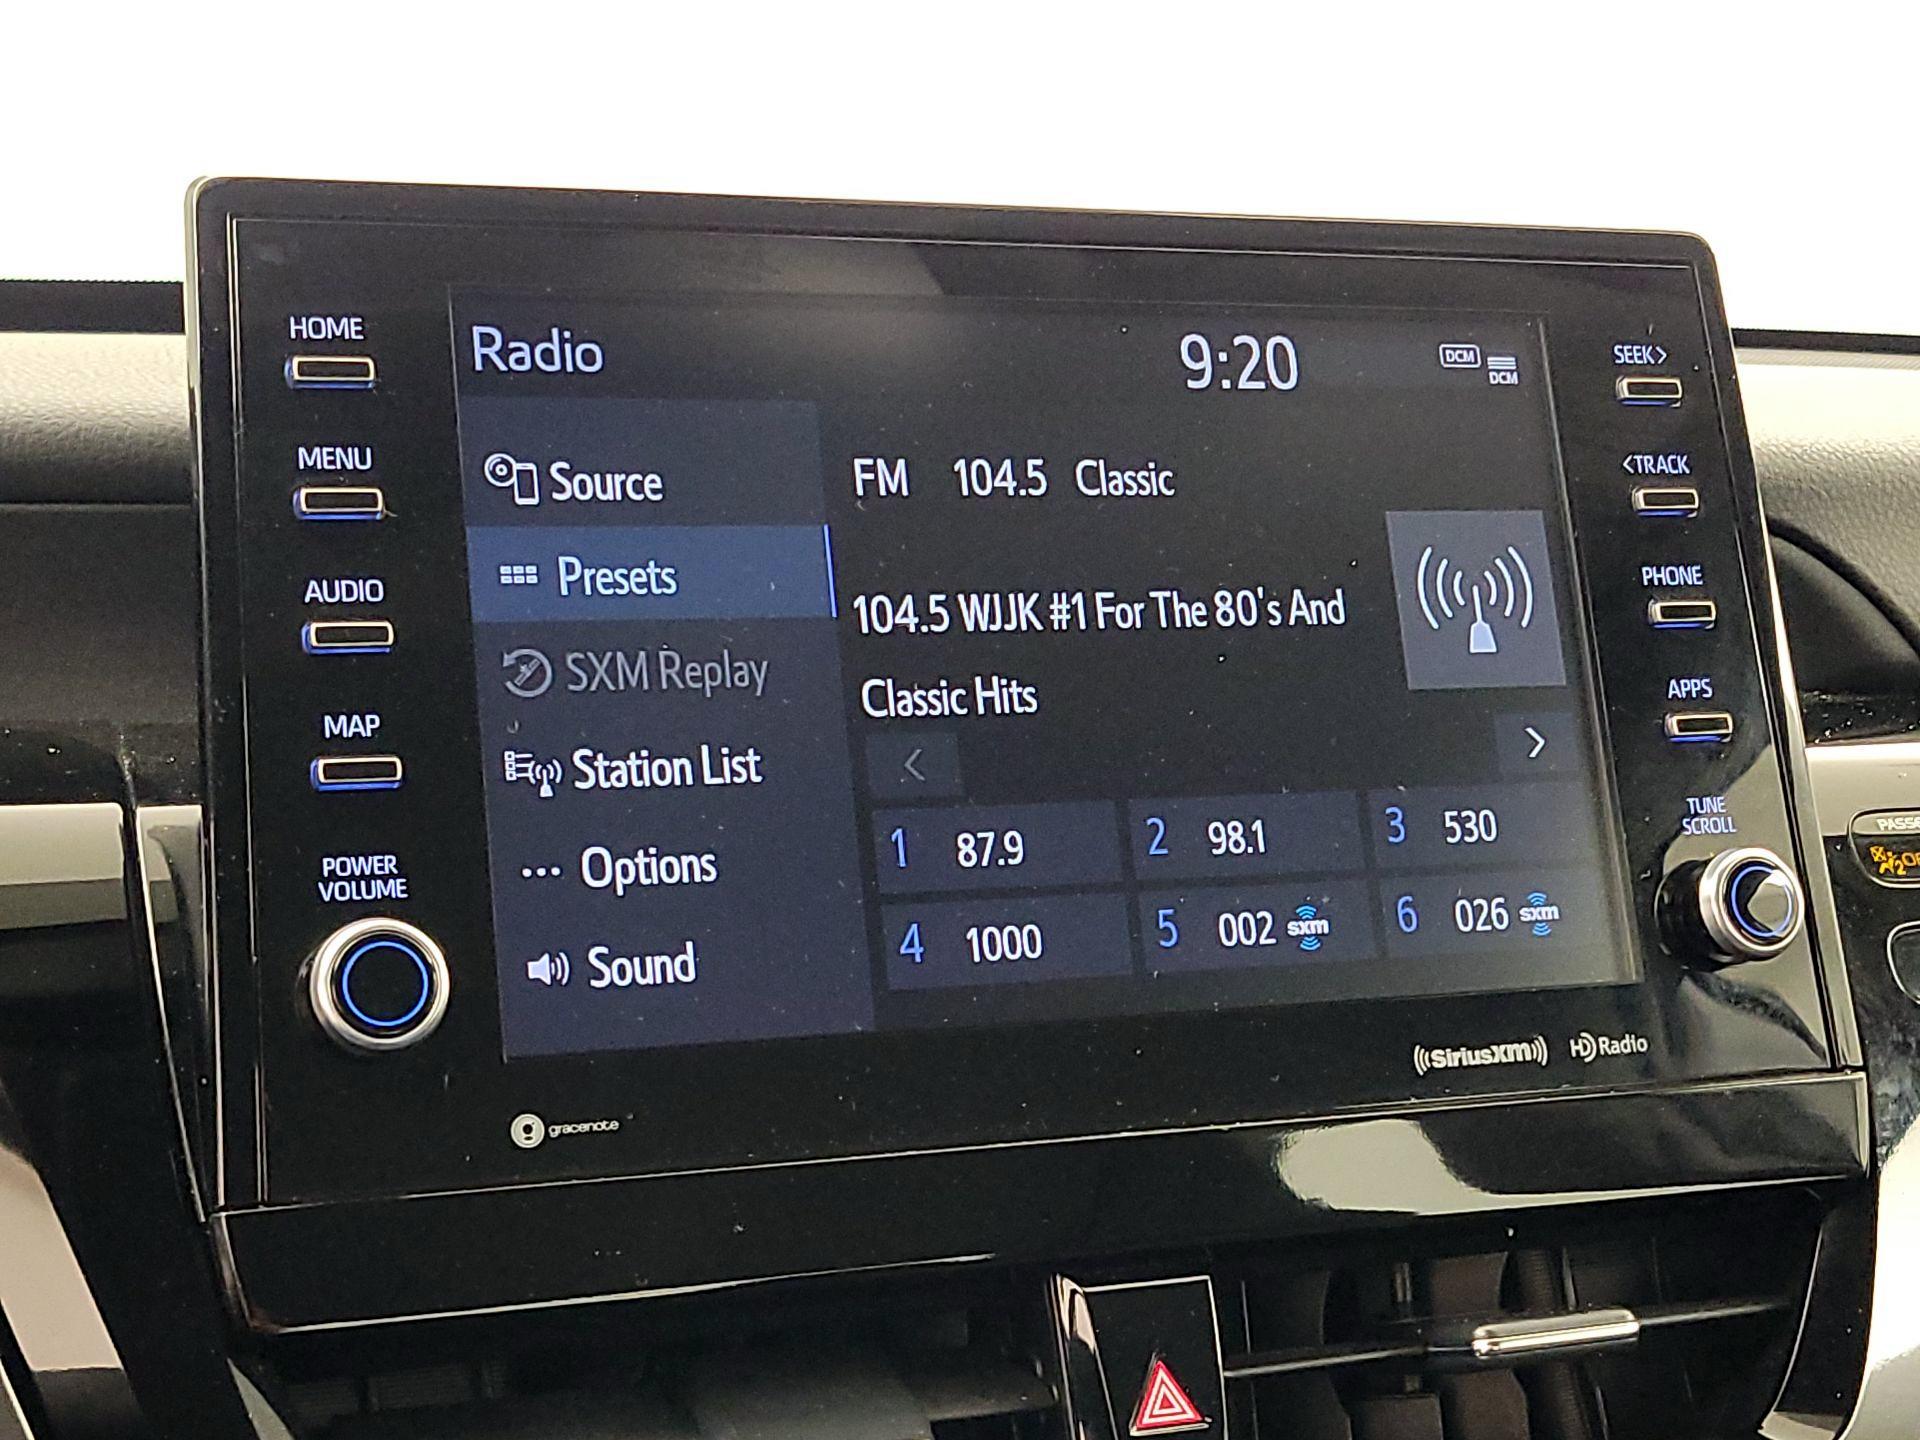 HOME
MENU
AUDIO
MAP
POWER
VOLUME
Radio
9:20
DCM
DCM
Source
Presets
SXM Replay
Station List
Options
Sound
FM 104.5 Classic
104.5 WJJK #1 For The 80's And
Classic Hits
<
>
1 87.9
2 98.1
3 530
4 1000
5 002 sxm
6 026 sxm
SEEK>
<TRACK
PHONE
APPS
TUNE
SCROLL
((SiriusXM))
HD Radio
gracenote